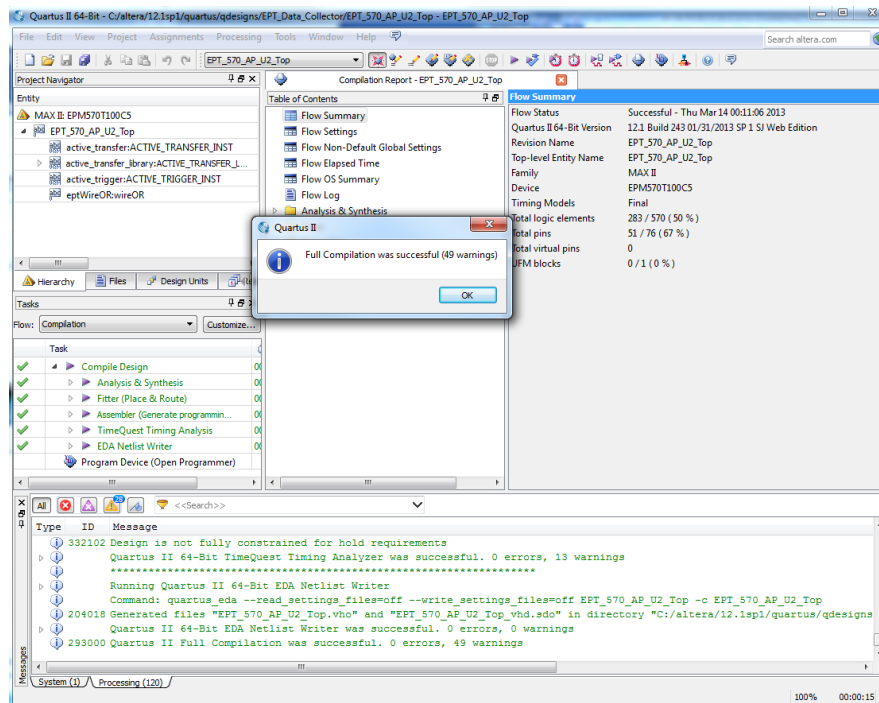 Quartus II 64-Bit - C:/altera/12.1sp1/quartus/qdesigns/EPT_Data_Collector/EPT_570_AP_U2_Top - EPT_570_AP_U2_Top
File Edit View Project Assignments Processing Tools Window Help
Search altera.com
EPT_570_AP_U2_Top
Project Navigator
Entity
MAX II: EPM570T100C5
EPT_570_AP_U2_Top
active_transfer:ACTIVE_TRANSFER_INST
active_transfer_library:ACTIVE_TRANSFER_L...
active_trigger:ACTIVE_TRIGGER_INST
eptWireOR:wireOR
Hierarchy Files Design Units
Tasks
Flow: Compilation Customize...
Task
Compile Design
Analysis & Synthesis
Fitter (Place & Route)
Assembler (Generate programmin...
TimeQuest Timing Analysis
EDA Netlist Writer
Program Device (Open Programmer)
Compilation Report - EPT_570_AP_U2_Top
Table of Contents
Flow Summary
Flow Settings
Flow Non-Default Global Settings
Flow Elapsed Time
Flow OS Summary
Flow Log
Analysis & Synthesis
Flow Summary
Flow Status Successful - Thu Mar 14 00:11:06 2013
Quartus II 64-Bit Version 12.1 Build 243 01/31/2013 SP 1 SJ Web Edition
Revision Name EPT_570_AP_U2_Top
Top-level Entity Name EPT_570_AP_U2_Top
Family MAX II
Device EPM570T100C5
Timing Models Final
Total logic elements 283 / 570 ( 50 % )
Total pins 51 / 76 ( 67 % )
Total virtual pins 0
UFM blocks 0 / 1 ( 0 % )
Quartus II
Full Compilation was successful (49 warnings)
OK
All 28 <<Search>>
Type ID Message
332102 Design is not fully constrained for hold requirements
Quartus II 64-Bit TimeQuest Timing Analyzer was successful. 0 errors, 13 warnings
*******************************************************************
Running Quartus II 64-Bit EDA Netlist Writer
Command: quartus_eda --read_settings_files=off --write_settings_files=off EPT_570_AP_U2_Top -c EPT_570_AP_U2_Top
204018 Generated files "EPT_570_AP_U2_Top.vho" and "EPT_570_AP_U2_Top_vhd.sdo" in directory "C:/altera/12.1sp1/quartus/qdesigns
Quartus II 64-Bit EDA Netlist Writer was successful. 0 errors, 0 warnings
293000 Quartus II Full Compilation was successful. 0 errors, 49 warnings
Messages
System (1) Processing (120)
100% 00:00:15